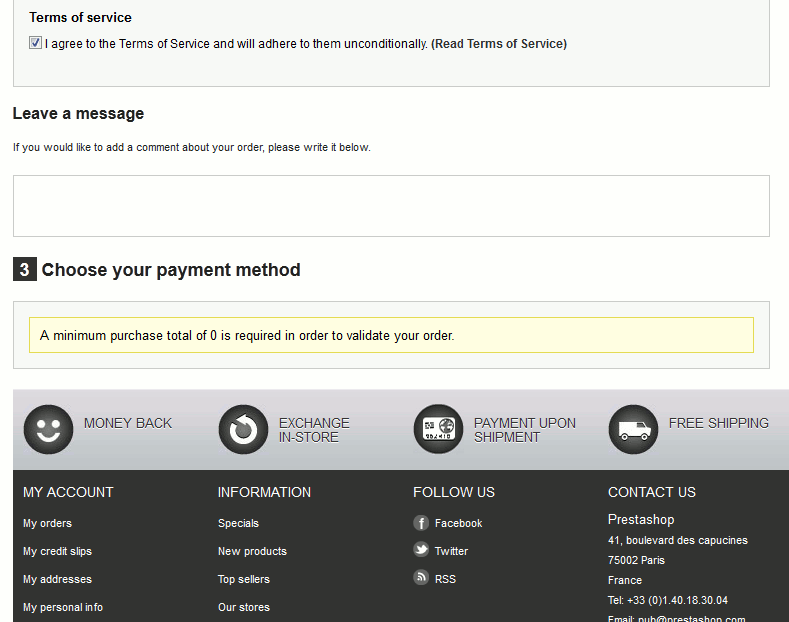 Terms of service
I agree to the Terms of Service and will adhere to them unconditionally. (Read Terms of Service)
Leave a message
If you would like to add a comment about your order, please write it below.
3 Choose your payment method
A minimum purchase total of 0 is required in order to validate your order.
MONEY BACK
EXCHANGE
IN-STORE
PAYMENT UPON
SHIPMENT
FREE SHIPPING
MY ACCOUNT
My orders
My credit slips
My addresses
My personal info
INFORMATION
Specials
New products
Top sellers
Our stores
FOLLOW US
Facebook
Twitter
RSS
CONTACT US
Prestashop
41, boulevard des capucines
75002 Paris
France
Tel: +33 (0)1.40.18.30.04
Email: pub@prestashop.com